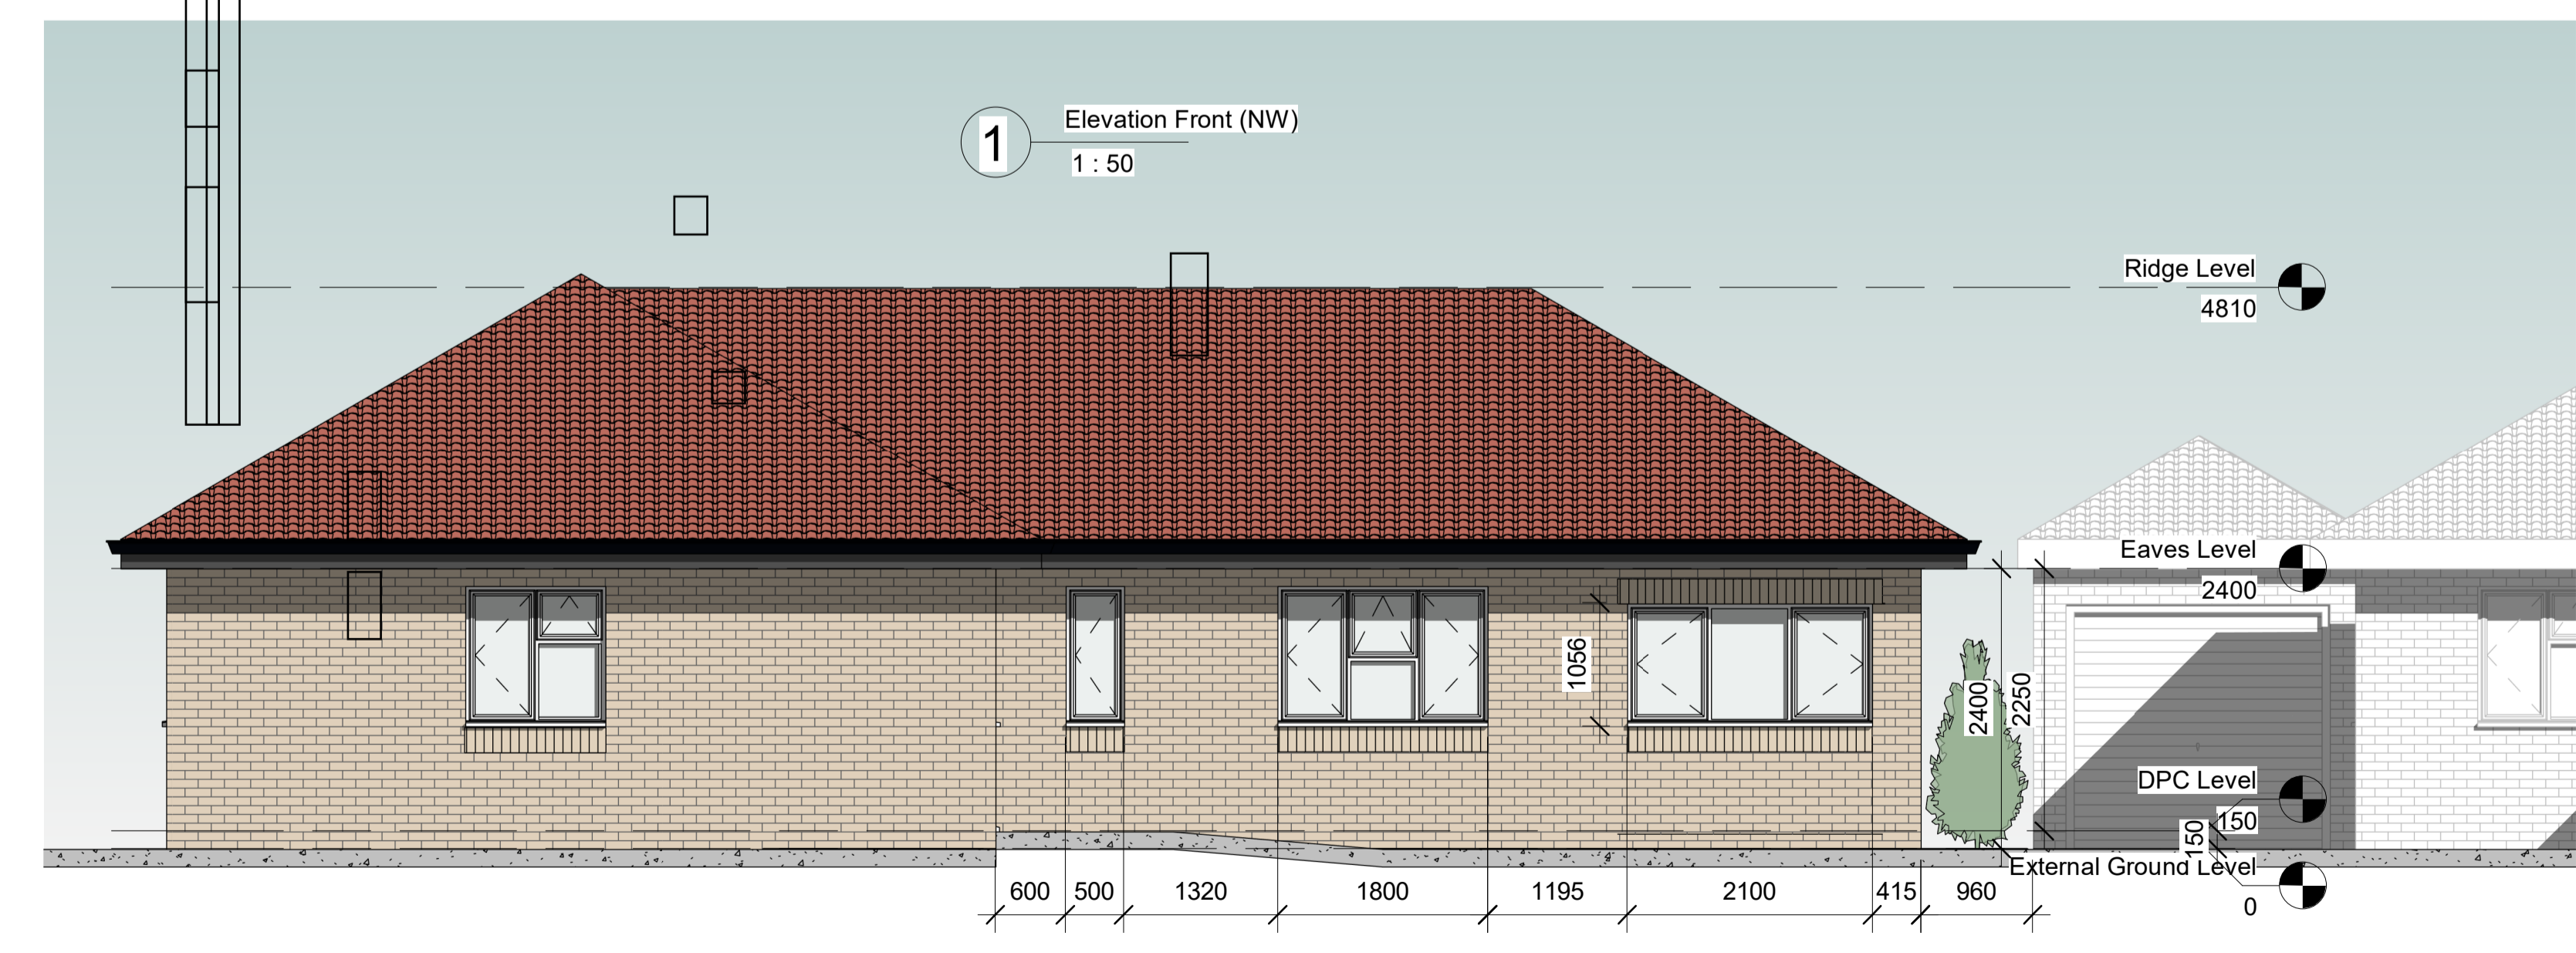 1
Elevation Front (NW)
1 : 50
Ridge Level
4810
Eaves Level
2400
1056
2400
2250
DPC Level
150
150
External Ground Level
0
600
500
1320
1800
1195
2100
415
960